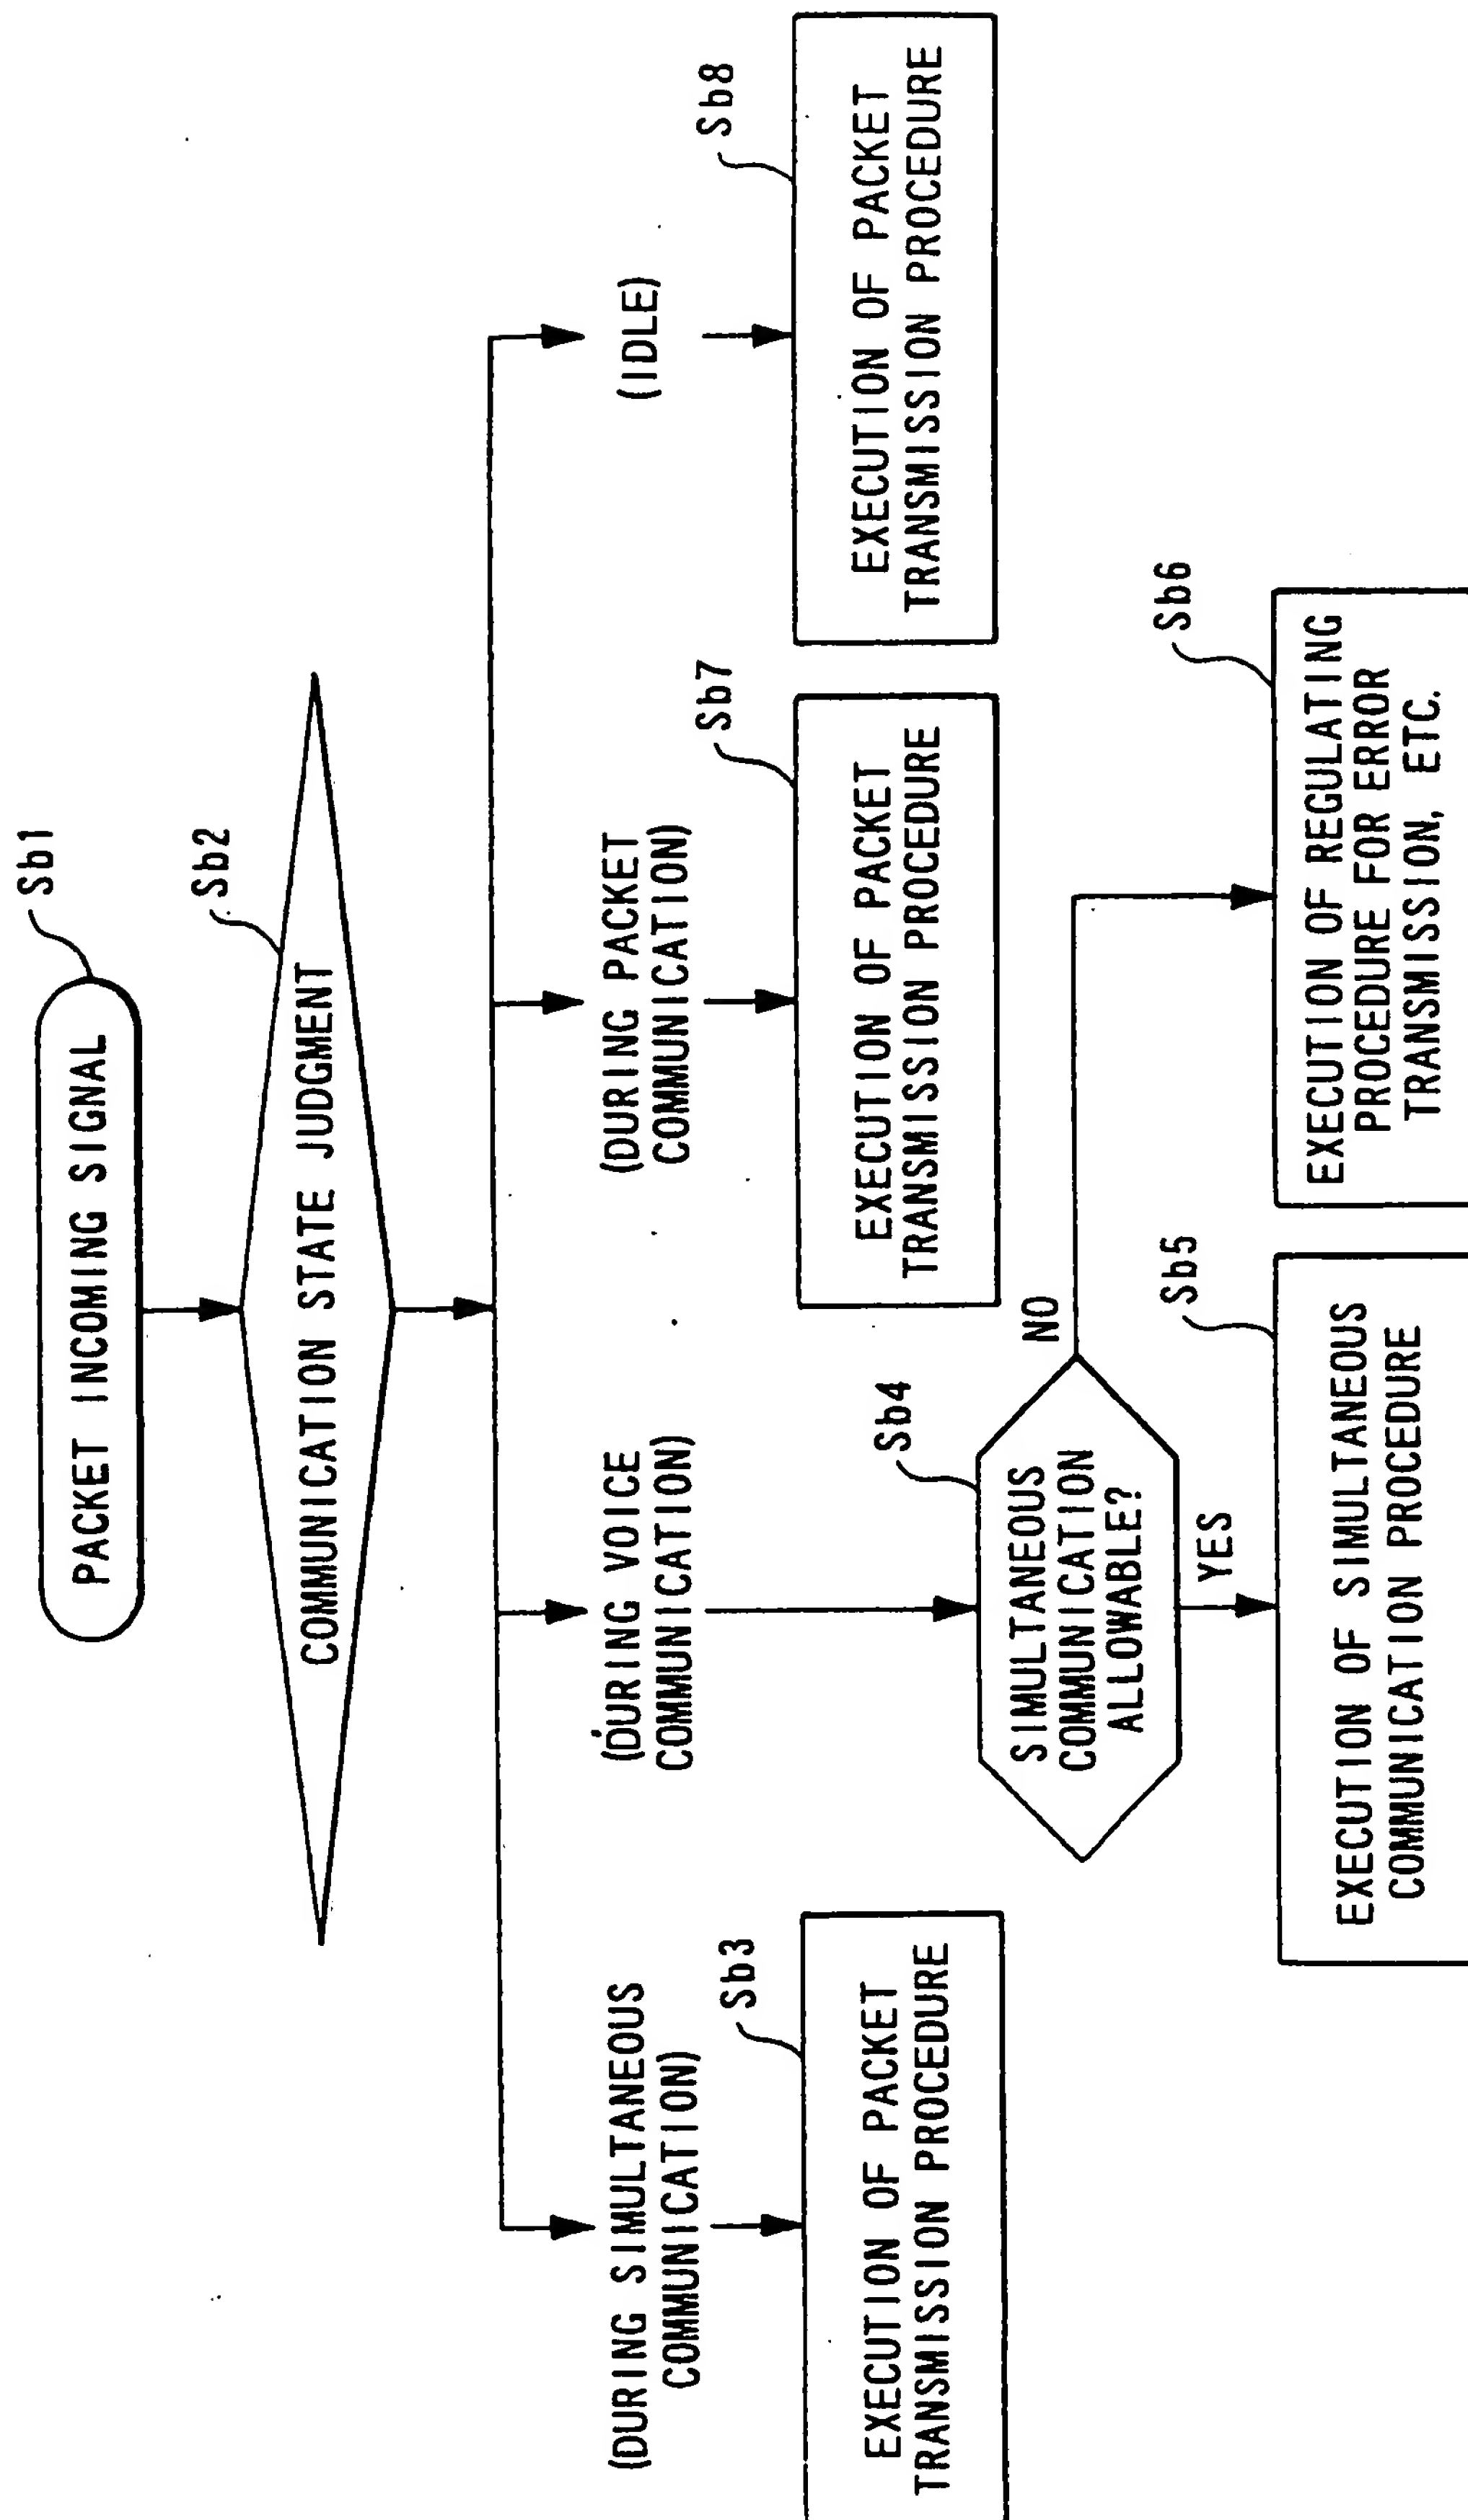 Sb1
PACKET INCOMING SIGNAL
Sb2
COMMUNICATION STATE JUDGMENT
(DURING SIMULTANEOUS
COMMUNICATION)
(DURING VOICE
COMMUNICATION)
(DURING PACKET
COMMUNICATION)
(IDLE)
Sb3
EXECUTION OF PACKET
TRANSMISSION PROCEDURE
Sb7
EXECUTION OF PACKET
TRANSMISSION PROCEDURE
Sb8
EXECUTION OF PACKET
TRANSMISSION PROCEDURE
Sb4
SIMULTANEOUS
COMMUNICATION
ALLOWABLE?
NO
YES
Sb5
EXECUTION OF SIMULTANEOUS
COMMUNICATION PROCEDURE
Sb6
EXECUTION OF REGULATING
PROCEDURE FOR ERROR
TRANSMISSION, ETC.